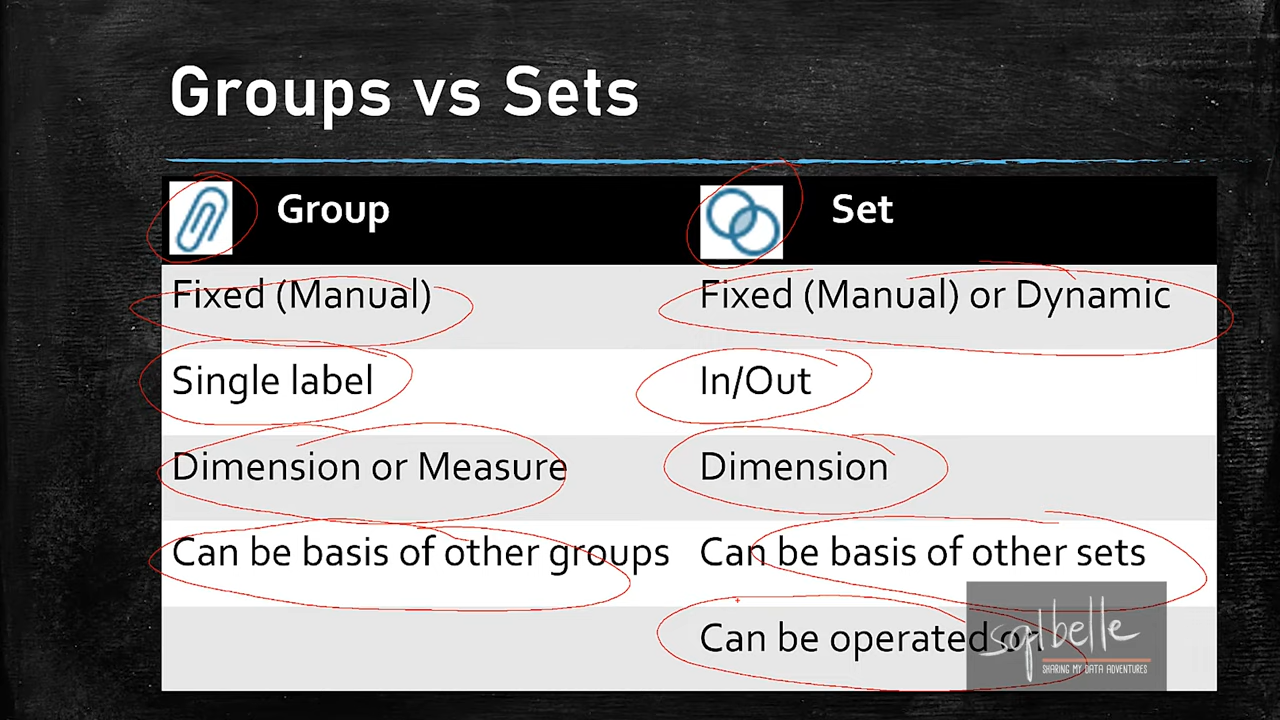 Groups vs Sets
Group Set
Fixed (Manual) Fixed (Manual) or Dynamic
Single label In/Out
Dimension or Measure Dimension
Can be basis of other groups Can be basis of other sets
Can be operated on
sqlbelle
SHARING MY DATA ADVENTURES